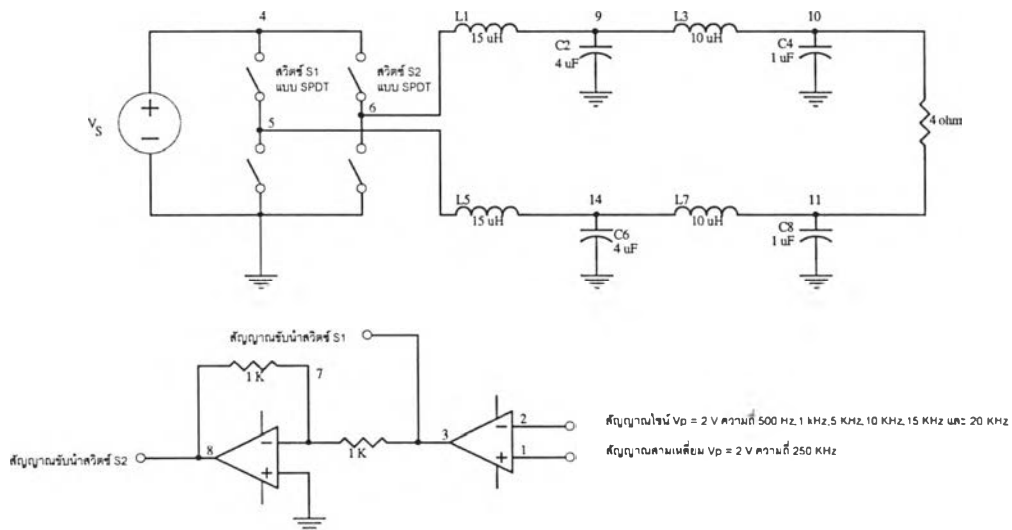 4
L1
15 uH
9
L3
10 uH
10
C2
4 uF
C4
1 uF
สวิตช์ S1
แบบ SPDT
สวิตช์ S2
แบบ SPDT
6
5
VS
4 ohm
L5
15 uH
14
L7
10 uH
11
C6
4 uF
C8
1 uF
สัญญาณขับนำสวิตช์ S1
1 K
7
8
สัญญาณขับนำสวิตช์ S2
1 K
3
2
1
สัญญาณไซน์ Vp = 2 V ความถี่ 500 Hz,1 kHz,5 KHz,10 KHz,15 KHz และ 20 KHz
สัญญาณสามเหลี่ยม Vp = 2 V ความถี่ 250 KHz